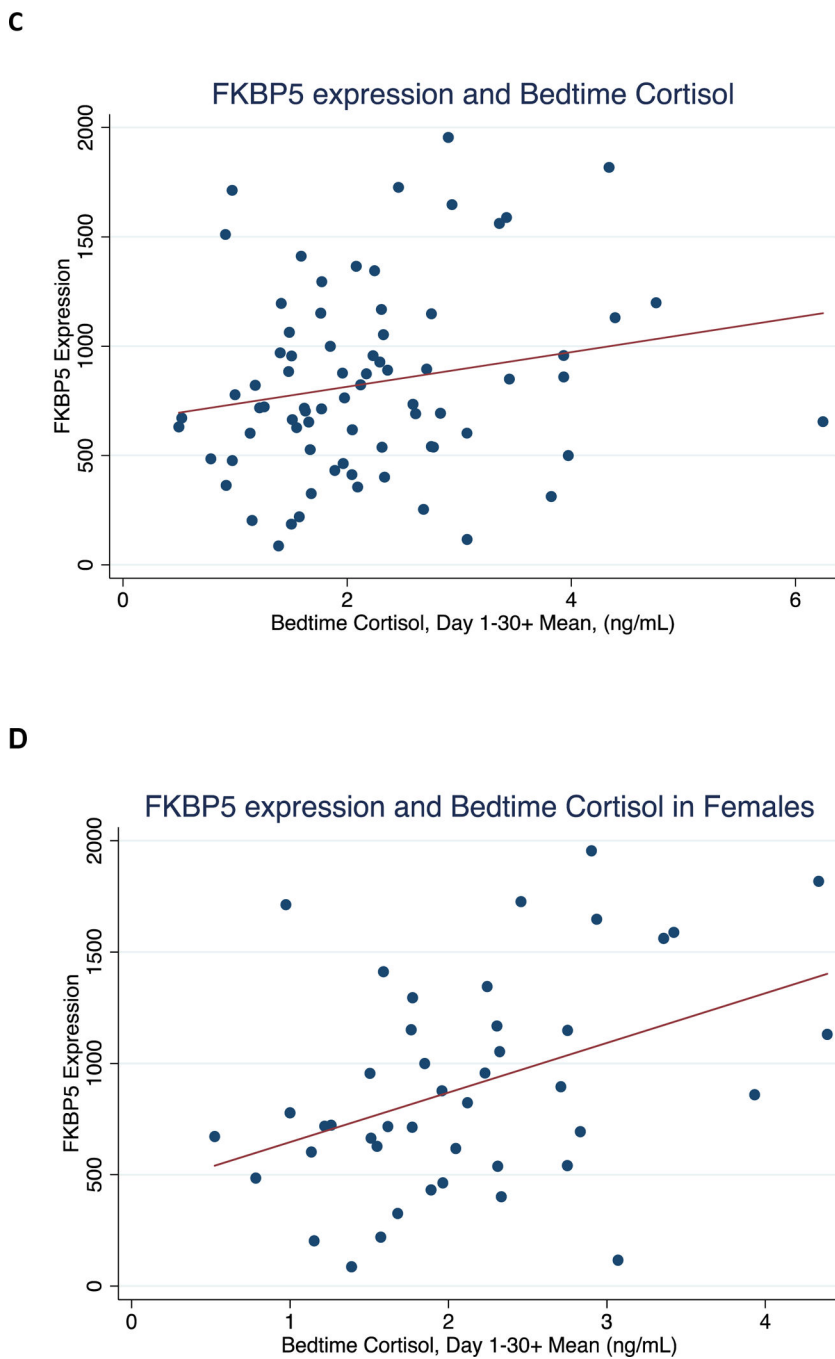 C
FKBP5 expression and Bedtime Cortisol
2000
1500
1000
500
0
FKBP5 Expression
0 2 4 6
Bedtime Cortisol, Day 1-30+ Mean, (ng/mL)
D
FKBP5 expression and Bedtime Cortisol in Females
2000
1500
1000
500
0
FKBP5 Expression
0 1 2 3 4
Bedtime Cortisol, Day 1-30+ Mean (ng/mL)